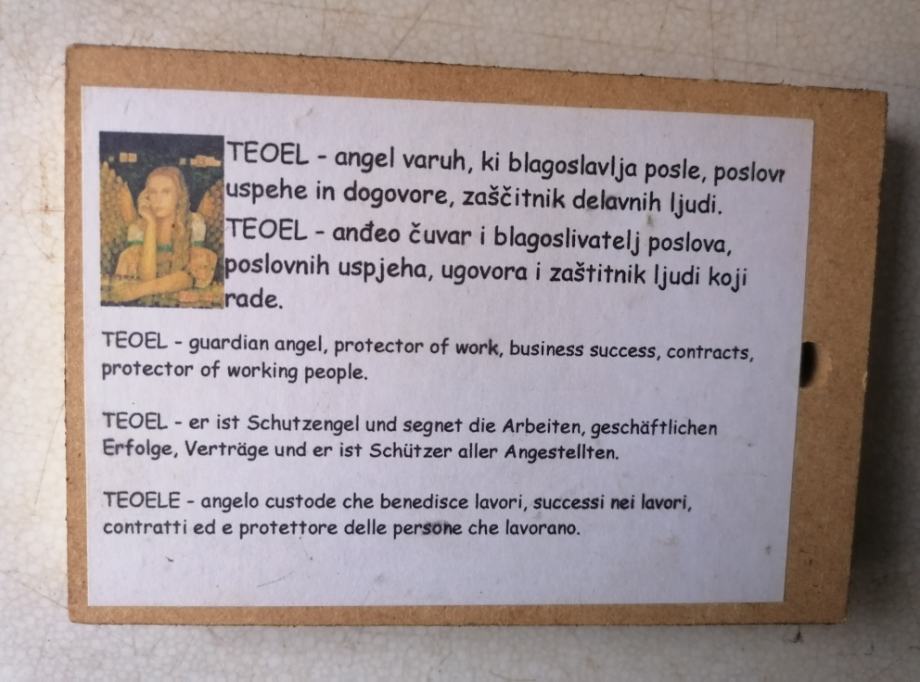 TEOEL - angel varuh, ki blagoslavlja posle, poslovr
uspehe in dogovore, zaščitnik delavnih ljudi.
TEOEL - anđeo čuvar i blagoslivatelj poslova,
poslovnih uspjeha, ugovora i zaštitnik ljudi koji
rade.
TEOEL - guardian angel, protector of work, business success, contracts,
protector of working people.
TEOEL - er ist Schutzengel und segnet die Arbeiten, geschäftlichen
Erfolge, Verträge und er ist Schützer aller Angestellten.
TEOELE - angelo custode che benedisce lavori, successi nei lavori,
contratti ed e protettore delle persone che lavorano.